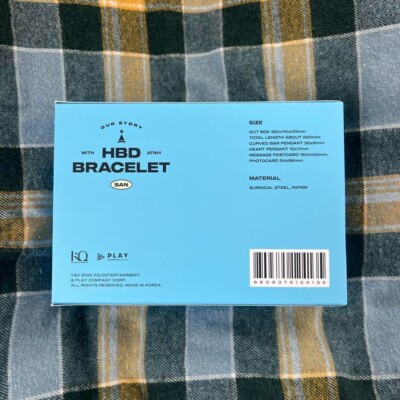 OUR STORY
WITH HBD ATINY
BRACELET
SAN
SIZE
OUT BOX 160x110x40mm
TOTAL LENGTH ABOUT 220mm
CURVED BAR PENDANT 35x5mm
HEART PENDANT 10x7mm
MESSAGE POSTCARD 150x100mm
PHOTOCARD 54x86mm
MATERIAL
SURGICAL STEEL, PAPER
KQ PLAY
P&© 2022 KQ ENTERTAINMENT.
& PLAY COMPANY CORP.
ALL RIGHTS RESERVED. MADE IN KOREA.